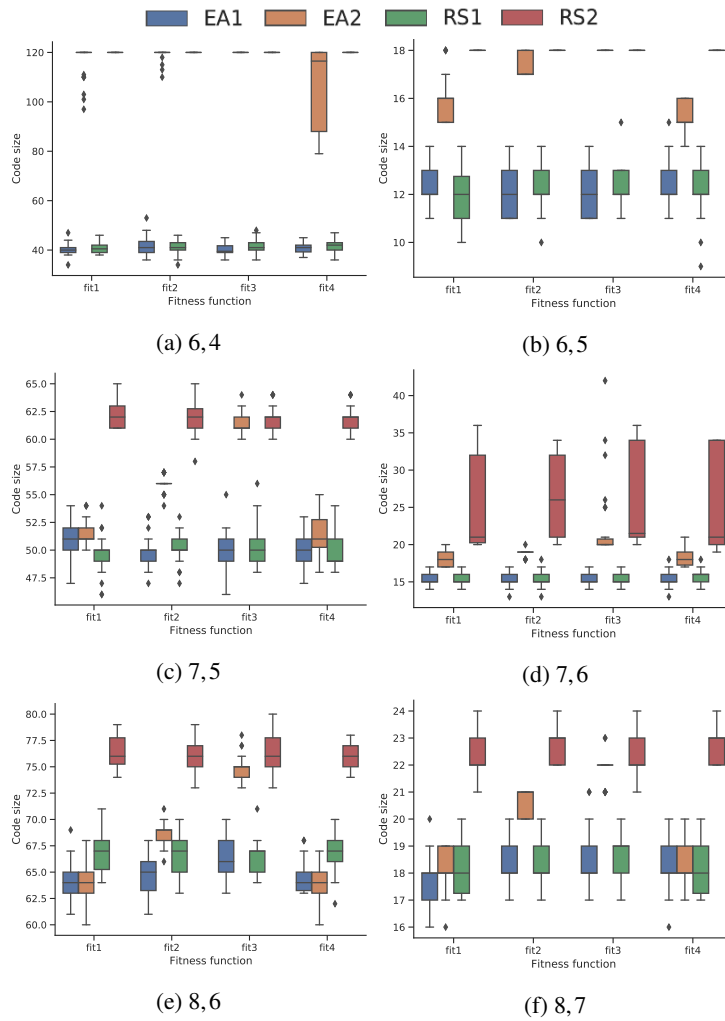 EA1 EA2 RS1 RS2
120
100
80
60
40
Code size
fit1 fit2 fit3 fit4
Fitness function
(a) 6,4
18
16
14
12
10
Code size
fit1 fit2 fit3 fit4
Fitness function
(b) 6,5
65.0
62.5
60.0
57.5
55.0
52.5
50.0
47.5
Code size
fit1 fit2 fit3 fit4
Fitness function
(c) 7,5
40
35
30
25
20
15
Code size
fit1 fit2 fit3 fit4
Fitness function
(d) 7,6
80.0
77.5
75.0
72.5
70.0
67.5
65.0
62.5
60.0
Code size
fit1 fit2 fit3 fit4
Fitness function
(e) 8,6
24
23
22
21
20
19
18
17
16
Code size
fit1 fit2 fit3 fit4
Fitness function
(f) 8,7